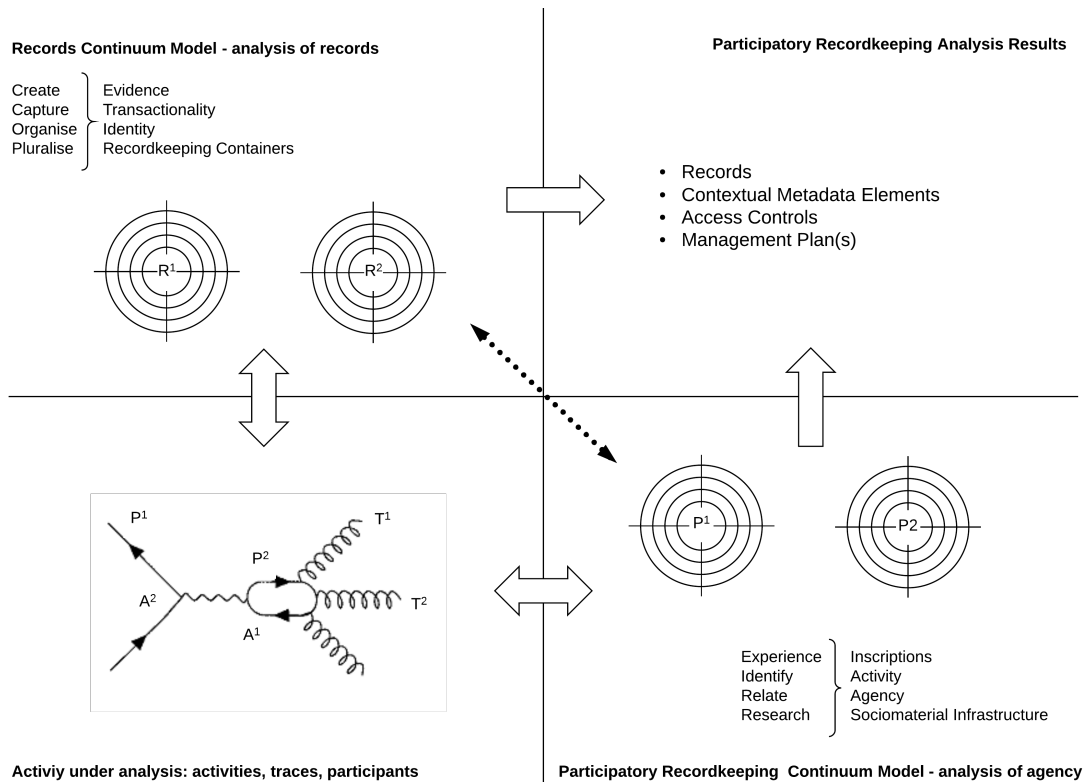 Records Continuum Model - analysis of records
Create
Capture
Organise
Pluralise
Evidence
Transactionality
Identity
Recordkeeping Containers
R¹
R²
Participatory Recordkeeping Analysis Results
• Records
• Contextual Metadada Elements
• Access Controls
• Management Plan(s)
P¹
A²
P²
A¹
T¹
T²
Activiy under analysis: activities, traces, participants
P¹
P2
Experience
Identify
Relate
Research
Inscriptions
Activity
Agency
Sociomaterial Infrastructure
Participatory Recordkeeping Continuum Model - analysis of agency